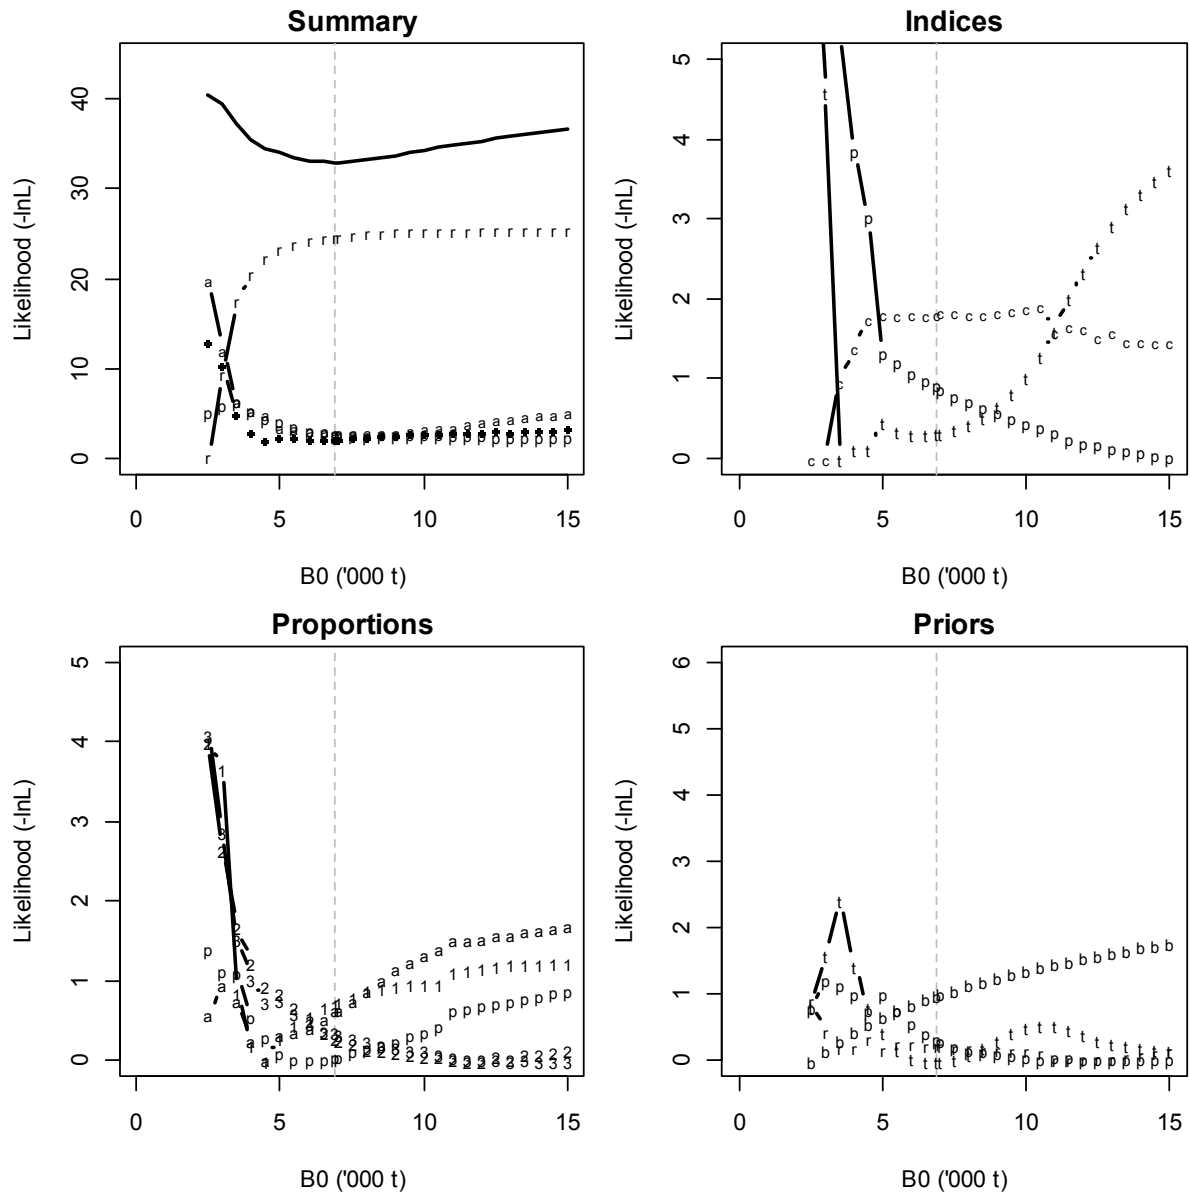 Summary
Likelihood (-lnL)
0 10 20 30 40
0 5 10 15
B0 ('000 t)
Indices
Likelihood (-lnL)
0 1 2 3 4 5
0 5 10 15
B0 ('000 t)
Proportions
Likelihood (-lnL)
0 1 2 3 4 5
0 5 10 15
B0 ('000 t)
Priors
Likelihood (-lnL)
0 1 2 3 4 5 6
0 5 10 15
B0 ('000 t)